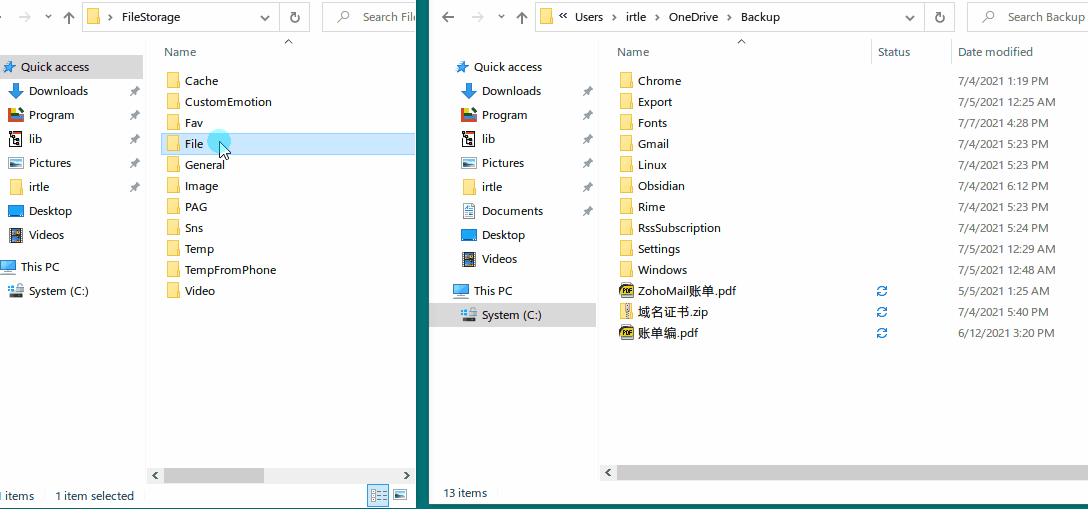 FileStorage
Search File
Name
Quick access
Downloads
Program
lib
Pictures
irtle
Desktop
Videos
This PC
System (C:)
Cache
CustomEmotion
Fav
File
General
Image
PAG
Sns
Temp
TempFromPhone
Video
items
1 item selected
Users
irtle
OneDrive
Backup
Search Backup
Name
Status
Date modified
Quick access
Downloads
Program
lib
Pictures
irtle
Documents
Desktop
Videos
This PC
System (C:)
Chrome 7/4/2021 1:19 PM
Export 7/5/2021 12:25 AM
Fonts 7/7/2021 4:28 PM
Gmail 7/4/2021 5:23 PM
Linux 7/4/2021 5:23 PM
Obsidian 7/4/2021 6:12 PM
Rime 7/4/2021 5:23 PM
RssSubscription 7/4/2021 5:24 PM
Settings 7/5/2021 12:29 AM
Windows 7/5/2021 12:48 AM
ZohoMail账单.pdf 5/5/2021 1:25 AM
域名证书.zip 7/4/2021 5:40 PM
账单编.pdf 6/12/2021 3:20 PM
13 items